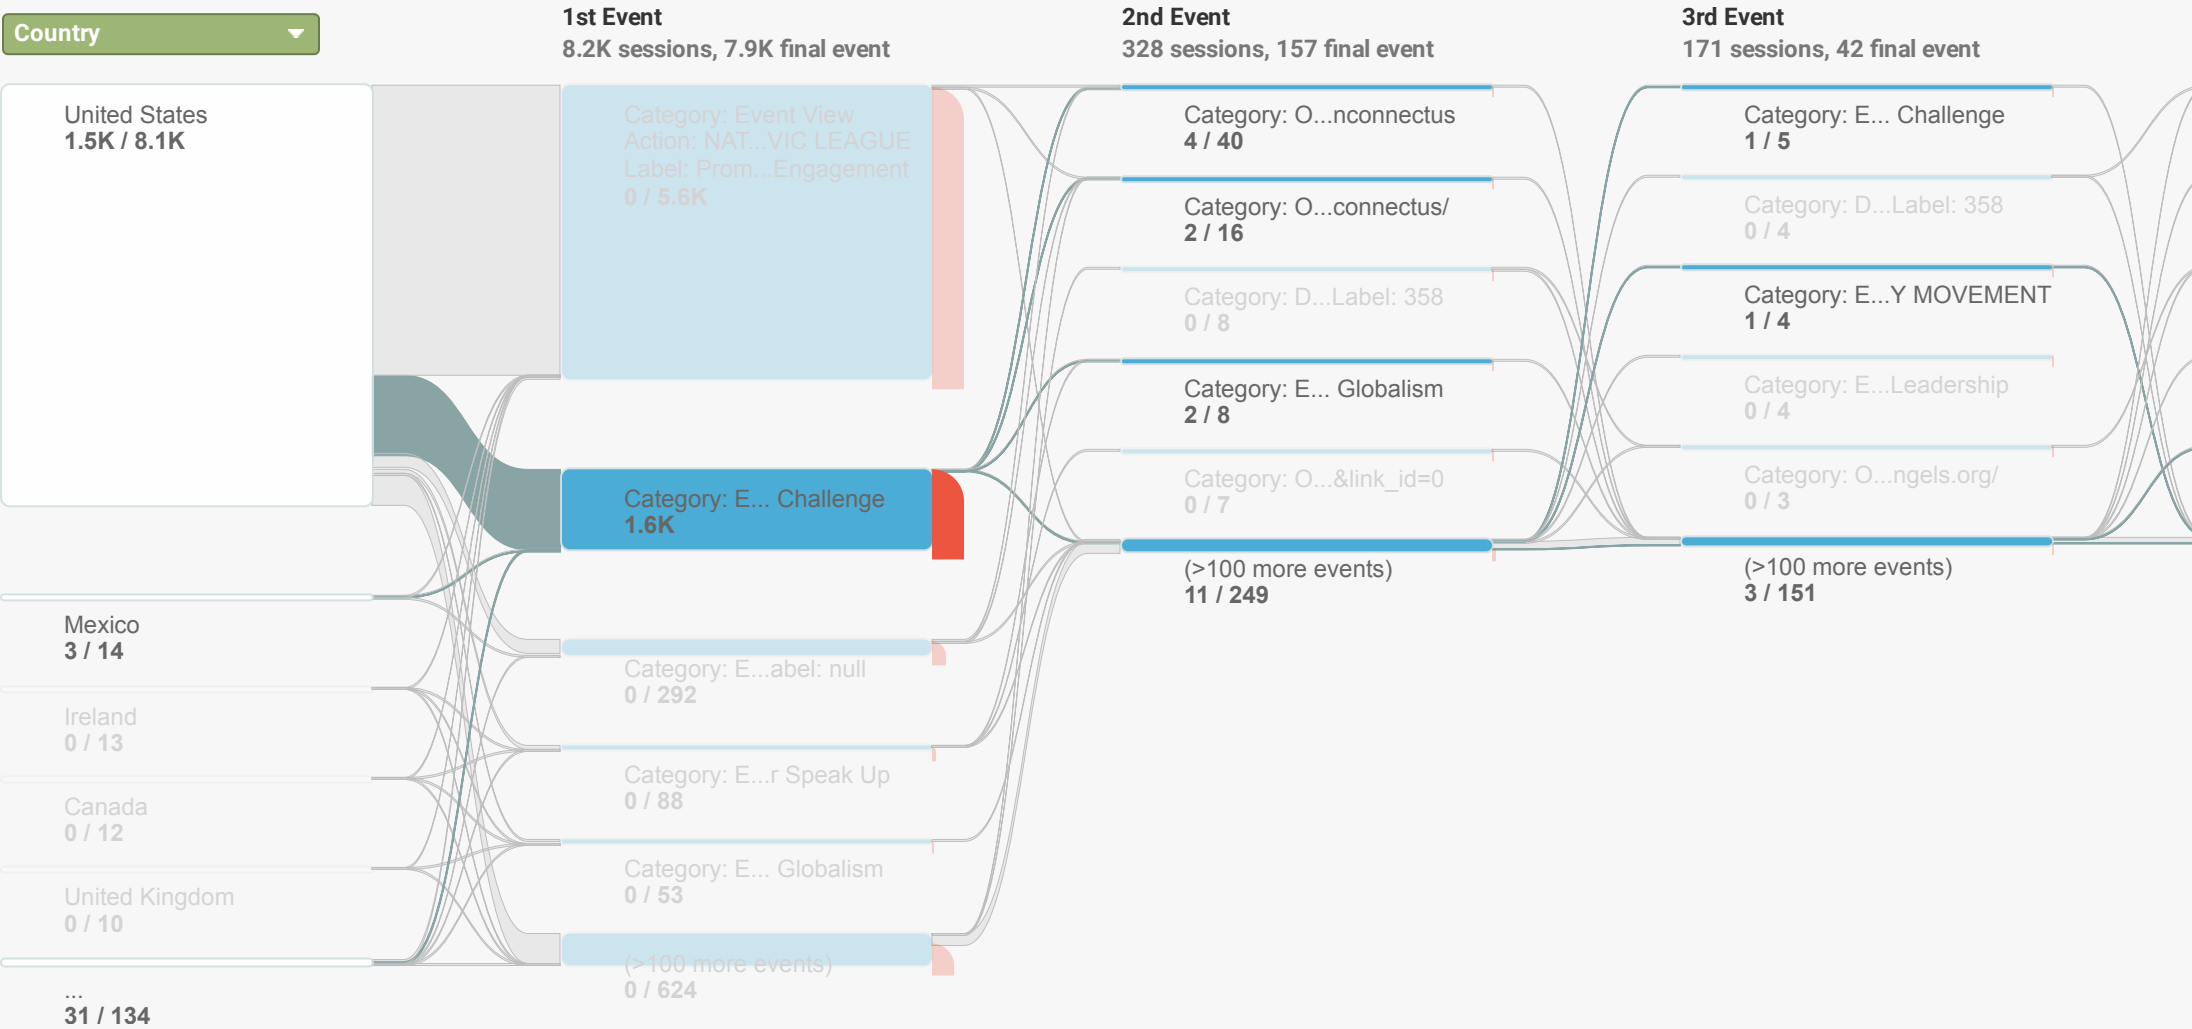 Country
1st Event
8.2K sessions, 7.9K final event
2nd Event
328 sessions, 157 final event
3rd Event
171 sessions, 42 final event
United States
1.5K / 8.1K
Mexico
3 / 14
Ireland
0 / 13
Canada
0 / 12
United Kingdom
0 / 10
...
31 / 134
Category: Event View
Action: NAT...VIC LEAGUE
Label: Prom...Engagement
0 / 5.6K
Category: E... Challenge
1.6K
Category: E...abel: null
0 / 292
Category: E...r Speak Up
0 / 88
Category: E... Globalism
0 / 53
(>100 more events)
0 / 624
Category: O...nconnectus
4 / 40
Category: O...connectus/
2 / 16
Category: D...Label: 358
0 / 8
Category: E... Globalism
2 / 8
Category: O...&link_id=0
0 / 7
(>100 more events)
11 / 249
Category: E... Challenge
1 / 5
Category: D...Label: 358
0 / 4
Category: E...Y MOVEMENT
1 / 4
Category: E...Leadership
0 / 4
Category: O...ngels.org/
0 / 3
(>100 more events)
3 / 151